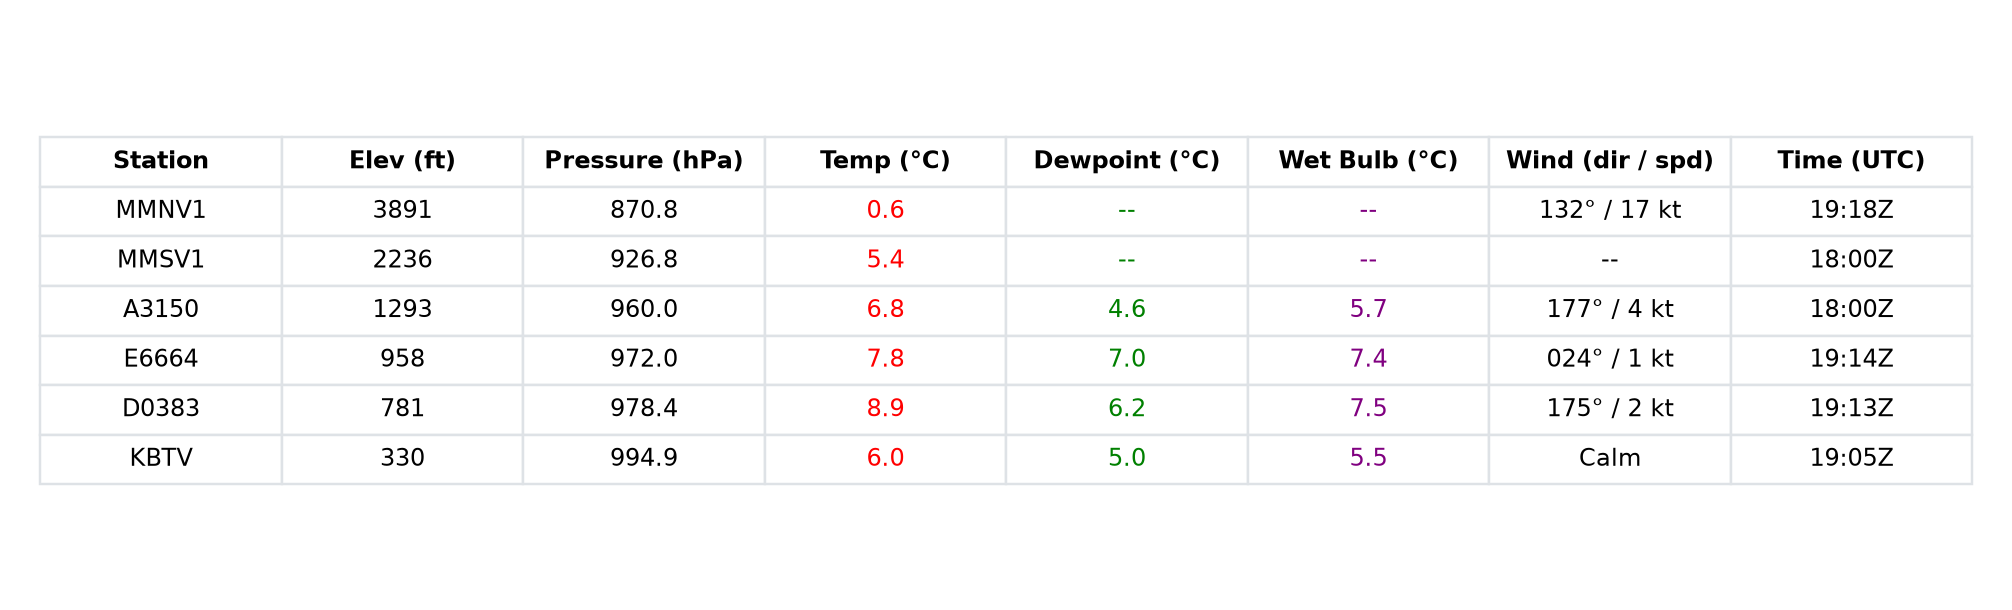 Station Elev (ft) Pressure (hPa) Temp (°C) Dewpoint (°C) Wet Bulb (°C) Wind (dir / spd) Time (UTC)
MMNV1 3891 870.8 0.6 -- -- 132° / 17 kt 19:18Z
MMSV1 2236 926.8 5.4 -- -- -- 18:00Z
A3150 1293 960.0 6.8 4.6 5.7 177° / 4 kt 18:00Z
E6664 958 972.0 7.8 7.0 7.4 024° / 1 kt 19:14Z
D0383 781 978.4 8.9 6.2 7.5 175° / 2 kt 19:13Z
KBTV 330 994.9 6.0 5.0 5.5 Calm 19:05Z